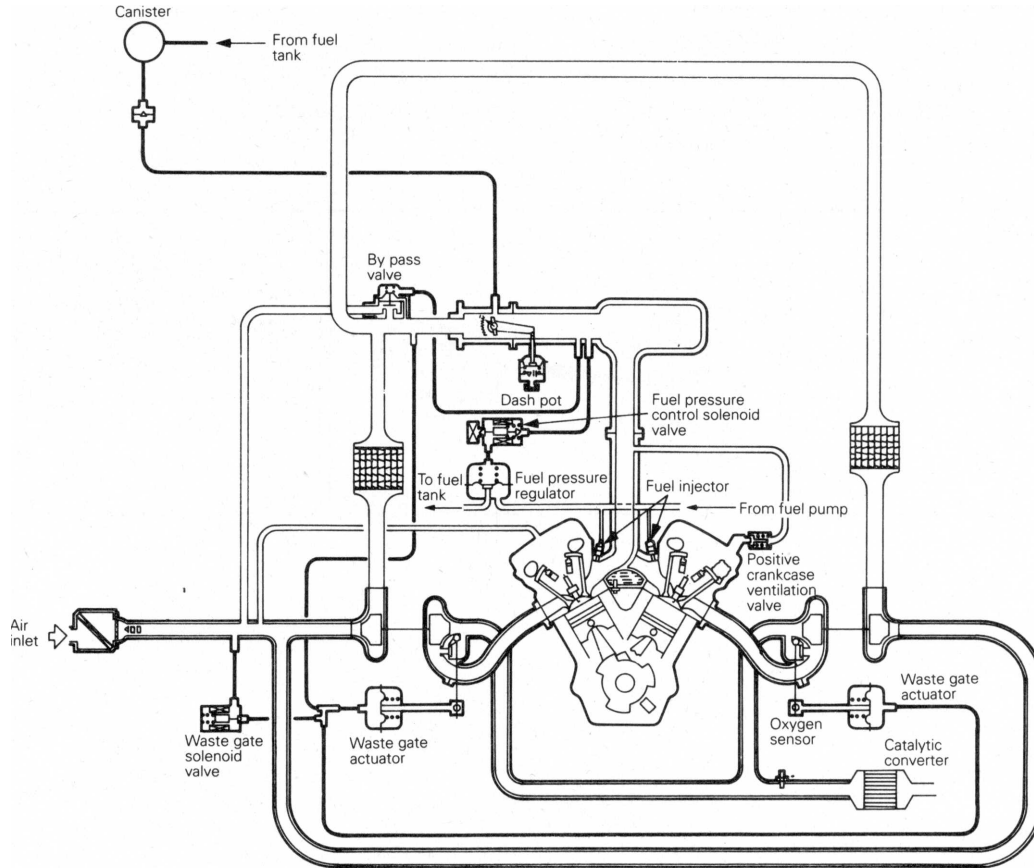 Canister
From fuel
tank
By pass
valve
Dash pot
Fuel pressure
control solenoid
valve
To fuel
tank
Fuel pressure
regulator
Fuel injector
From fuel pump
Positive
crankcase
ventilation
valve
Air
inlet
Waste gate
solenoid
valve
Waste gate
actuator
Oxygen
sensor
Waste gate
actuator
Catalytic
converter